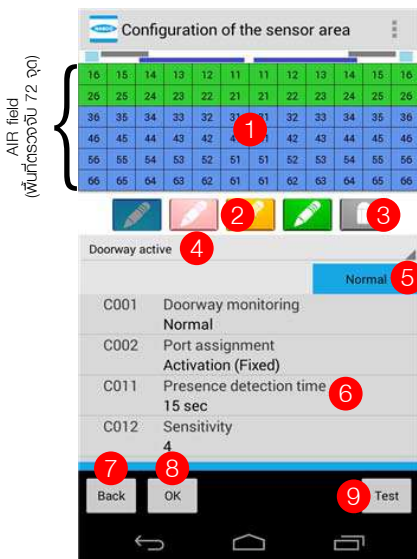 AIR field
(พื้นที่ตรวจจับ 72 จุด)
Configuration of the sensor area
16 15 14 13 12 11 11 12 13 14 15 16
26 25 24 23 22 21 21 22 23 24 25 26
36 35 34 33 32 31 31 32 33 34 35 36
46 45 44 43 42 41 42 43 44 45 46
1
56 55 54 53 52 51 51 52 53 54 55 56
66 65 64 63 62 61 61 62 63 64 65 66
2 3
Doorway active 4
Normal 5
C001 Doorway monitoring
Normal
C002 Port assignment
Activation (Fixed)
C011 Presence detection time 6
15 sec
C012 Sensitivity
4
7 8
Back OK 9 Test